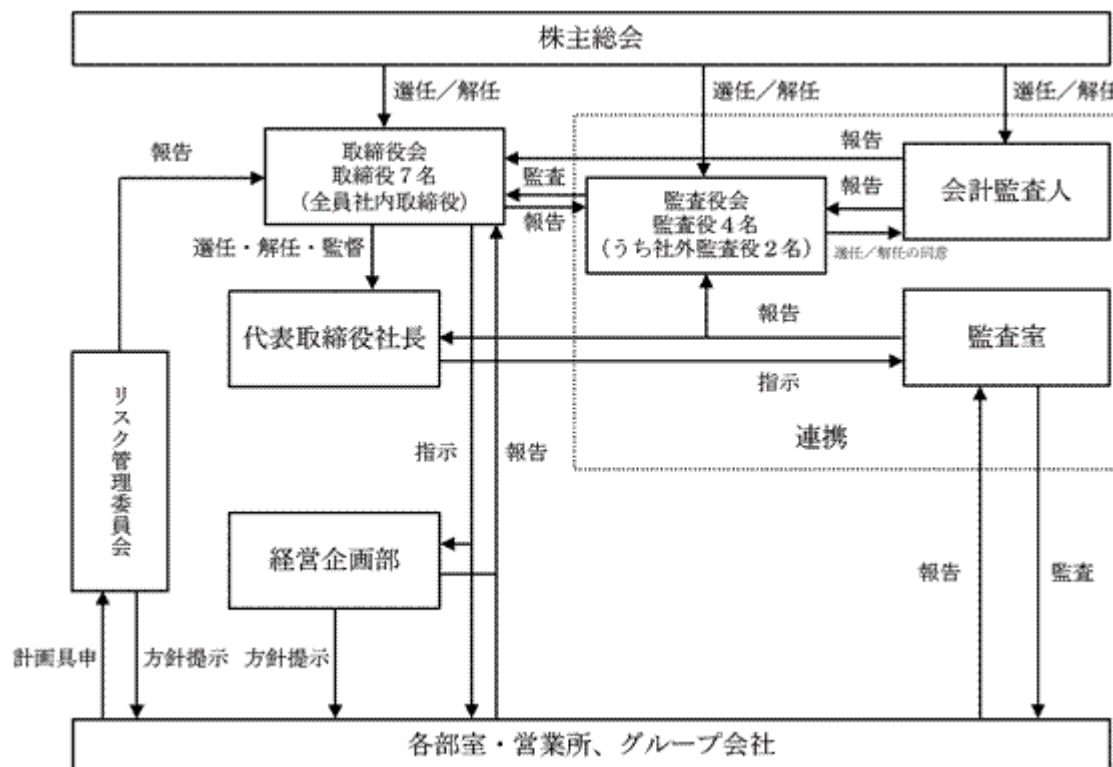 株主総会
選任／解任
選任／解任
選任／解任
取締役会
取締役７名
（全員社内取締役）
報告
報告
監査
報告
報告
監査役会
監査役４名
（うち社外監査役２名）
会計監査人
選任／解任の同意
選任・解任・監督
代表取締役社長
報告
監査室
指示
連携
リスク管理委員会
指示
報告
経営企画部
報告
監査
計画具申
方針提示
方針提示
各部室・営業所、グループ会社